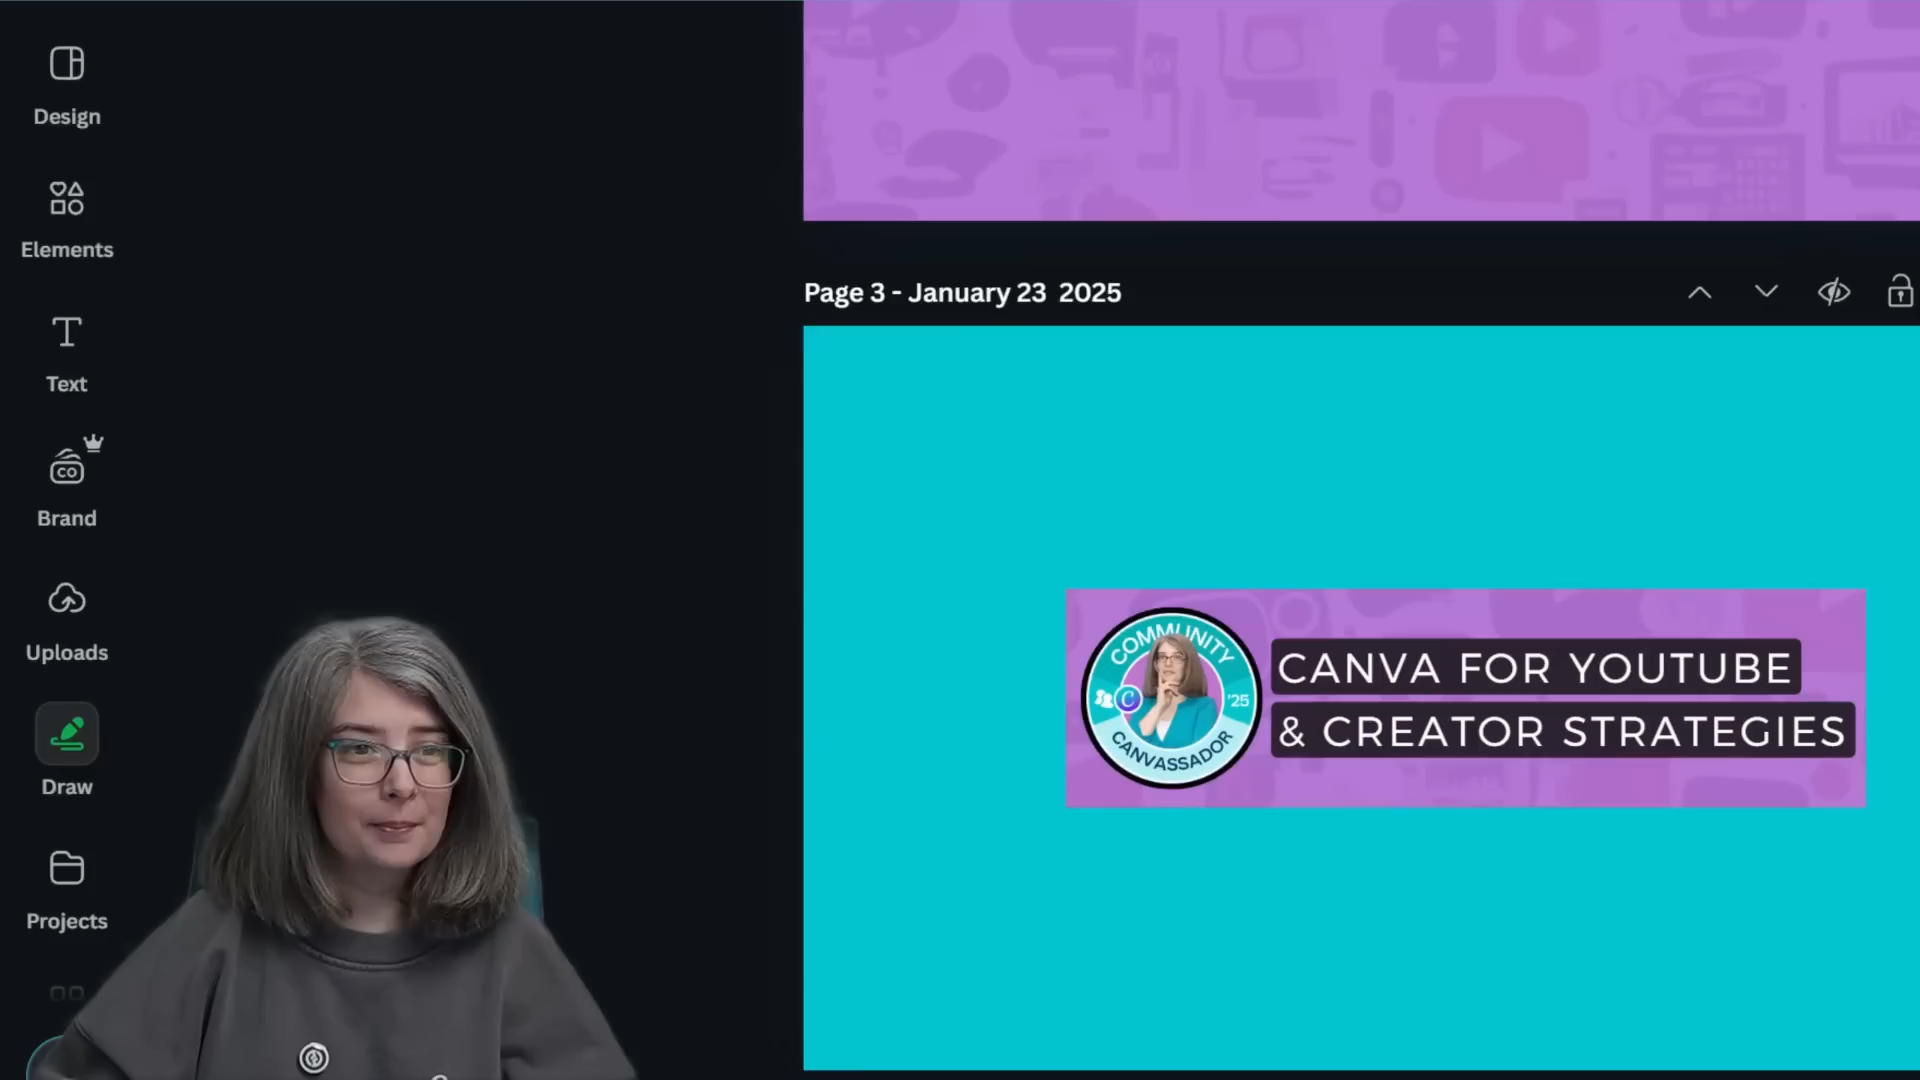 Design
Elements
Text
CO
Brand
Uploads
Draw
Projects
Page 3 - January 23 2025
COMMUNITY
C
'25
CANVASSADOR
CANVA FOR YOUTUBE
& CREATOR STRATEGIES